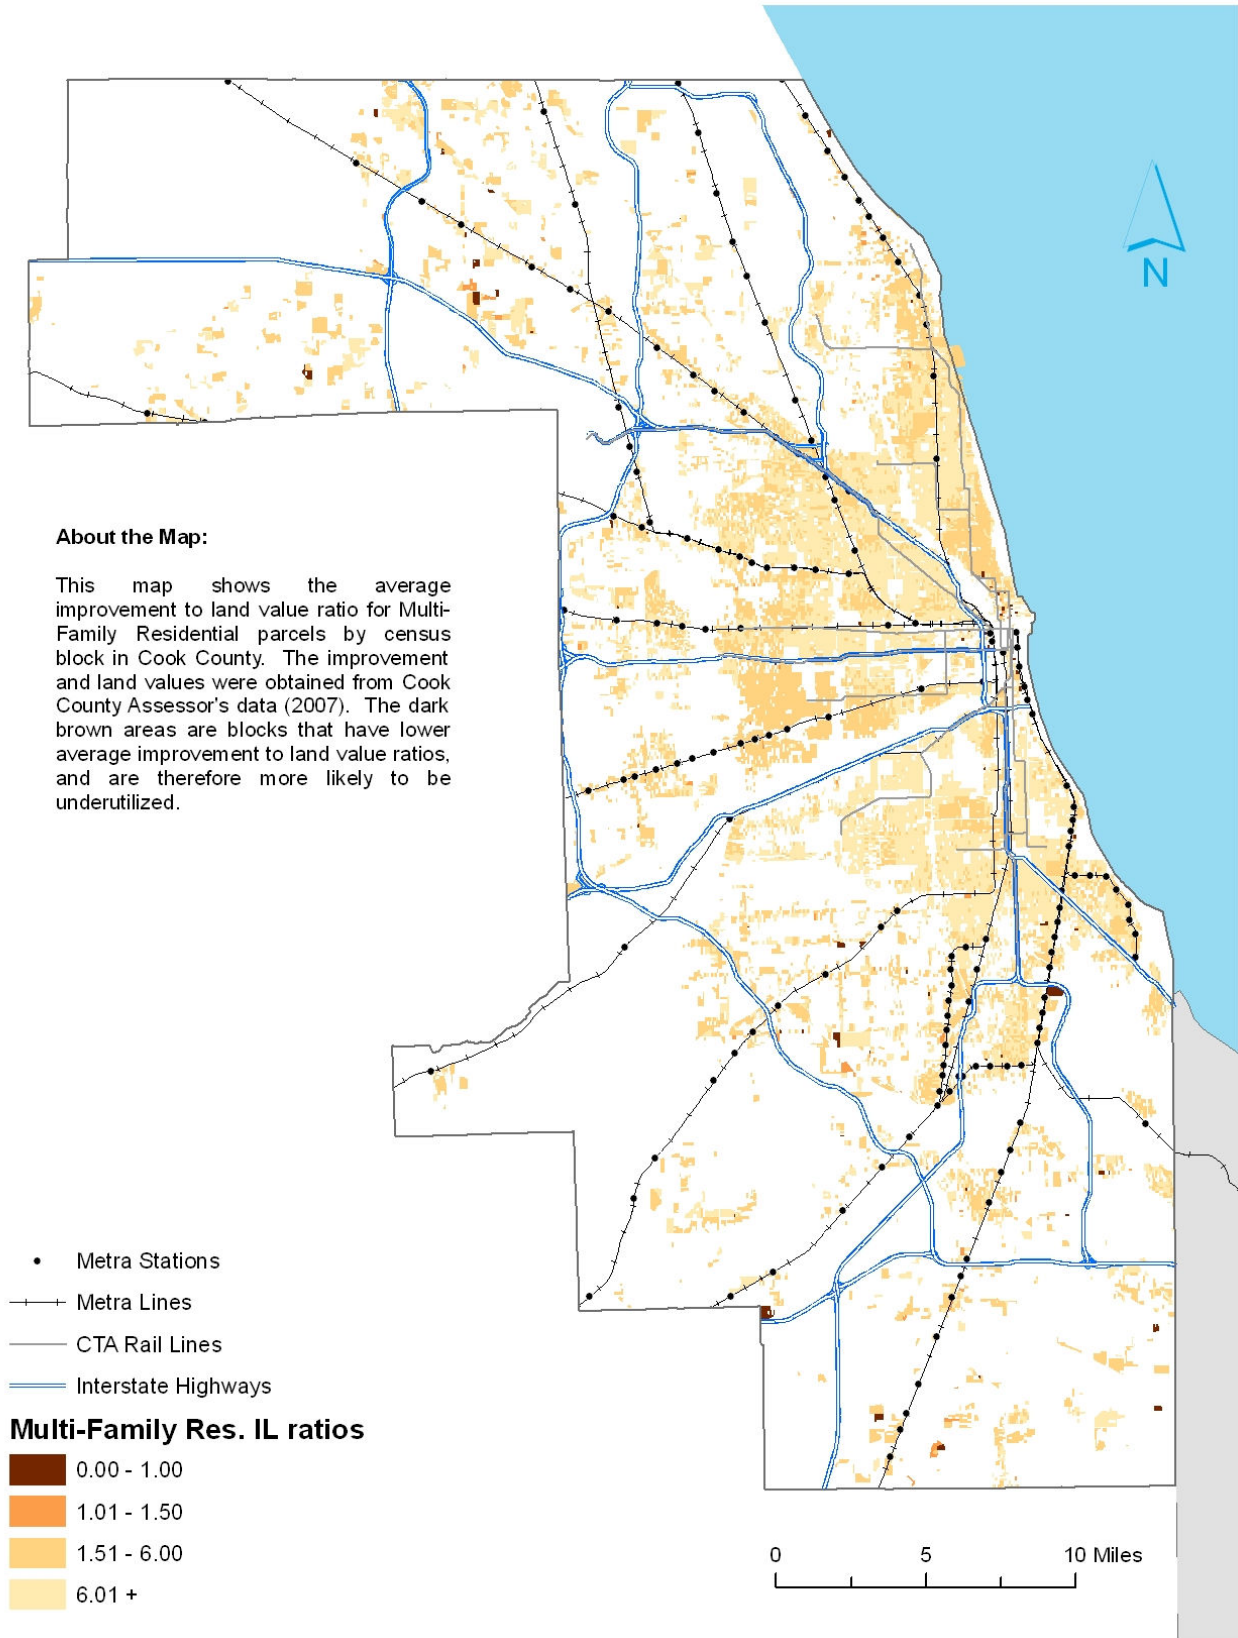 N
About the Map:
This map shows the average
improvement to land value ratio for Multi-
Family Residential parcels by census
block in Cook County. The improvement
and land values were obtained from Cook
County Assessor's data (2007). The dark
brown areas are blocks that have lower
average improvement to land value ratios,
and are therefore more likely to be
underutilized.
Metra Stations
Metra Lines
CTA Rail Lines
Interstate Highways
Multi-Family Res. IL ratios
0.00 - 1.00
1.01 - 1.50
1.51 - 6.00
6.01 +
0 5 10 Miles